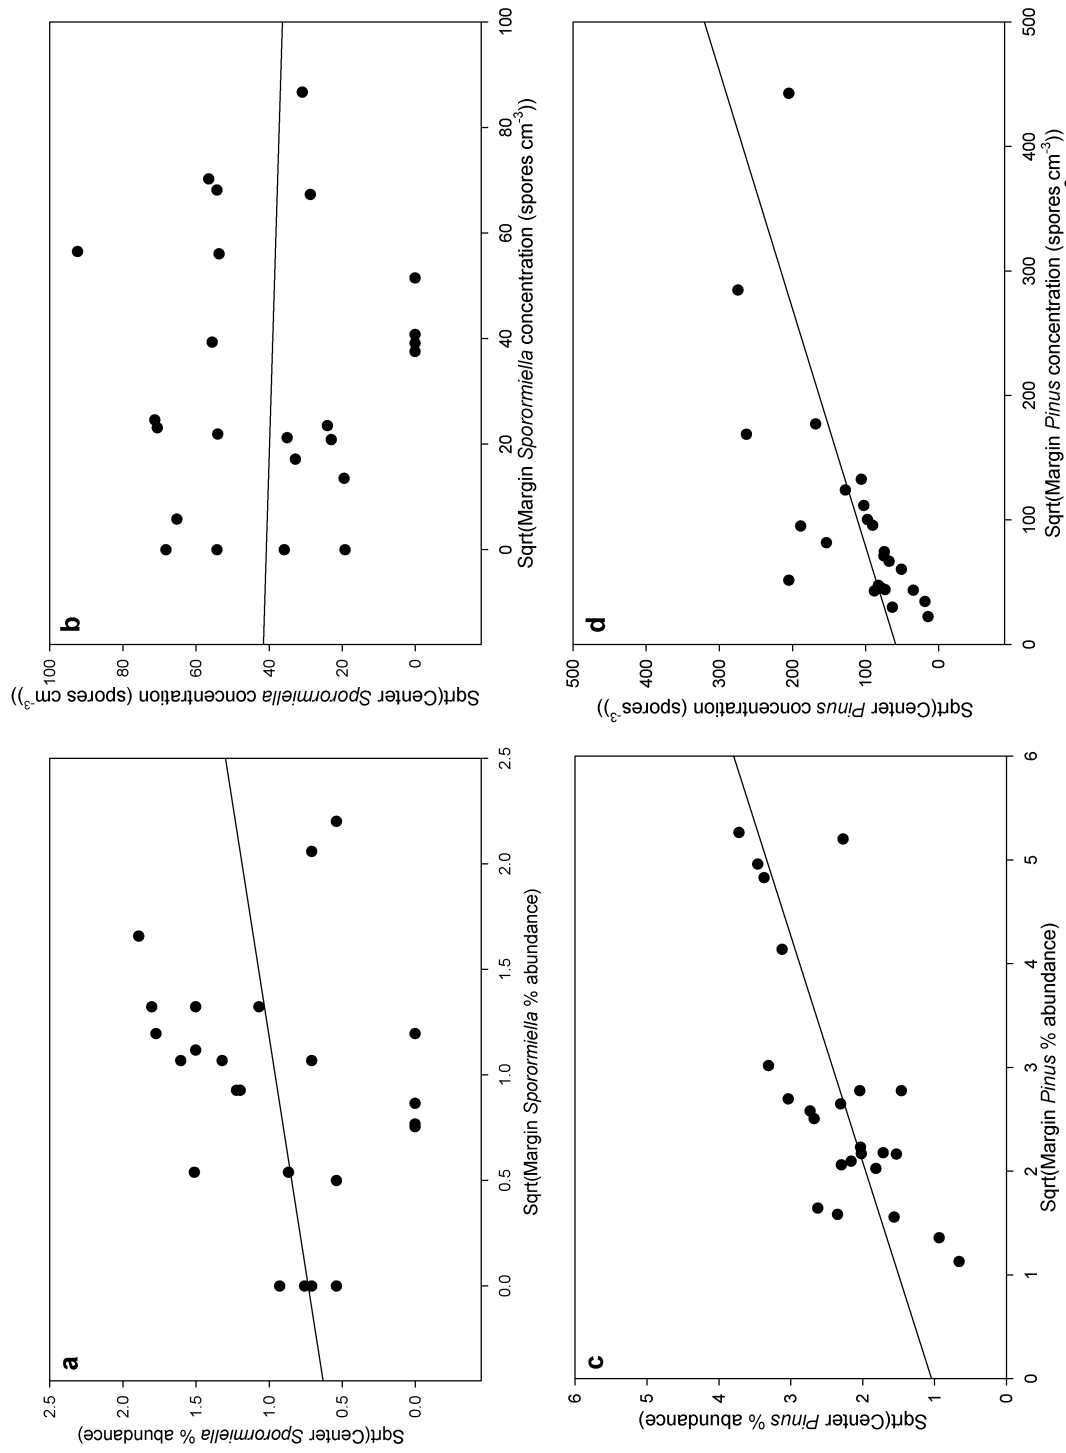 a
Sqrt(Center Sporormiella % abundance)
2.5
2.0
1.5
1.0
0.5
0.0
0.0 0.5 1.0 1.5 2.0 2.5
Sqrt(Margin Sporormiella % abundance)
b
Sqrt(Center Sporormiella concentration (spores cm⁻³))
100
80
60
40
20
0
0 20 40 60 80 100
Sqrt(Margin Sporormiella concentration (spores cm⁻³))
c
Sqrt(Center Pinus % abundance)
6
5
4
3
2
1
0
0 1 2 3 4 5 6
Sqrt(Margin Pinus % abundance)
d
Sqrt(Center Pinus concentration (spores⁻³))
500
400
300
200
100
0
0 100 200 300 400 500
Sqrt(Margin Pinus concentration (spores cm⁻³))